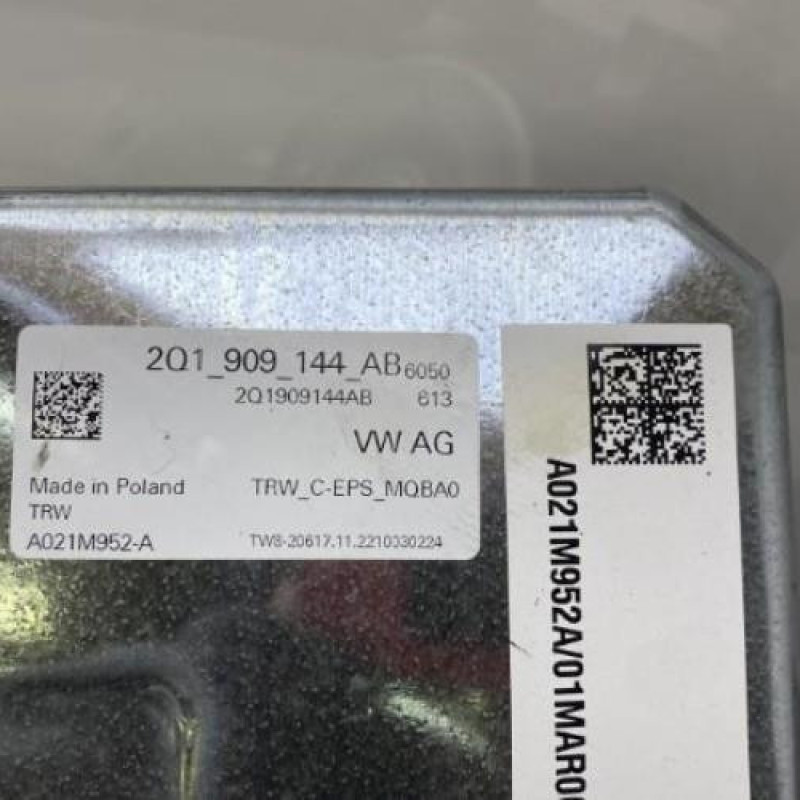 2Q1_909_144_AB 6050
2Q1909144AB 613
VW AG
Made in Poland TRW_C-EPS_MQBA0
TRW
A021M952-A TW8-20617.11.2210330224
A021M952A/01MAR0